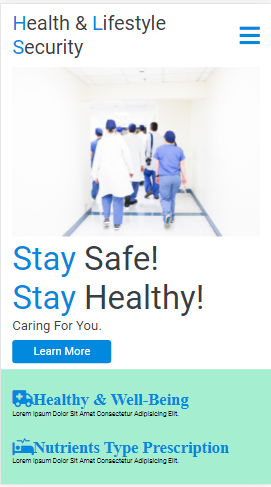 Health & Lifestyle
Security
Stay Safe!
Stay Healthy!
Caring For You.
Learn More
Healthy & Well-Being
Lorem Ipsum Dolor Sit Amet Consectetur Adipisicing Elit.
Nutrients Type Prescription
Lorem Ipsum Dolor Sit Amet Consectetur Adipisicing Elit.